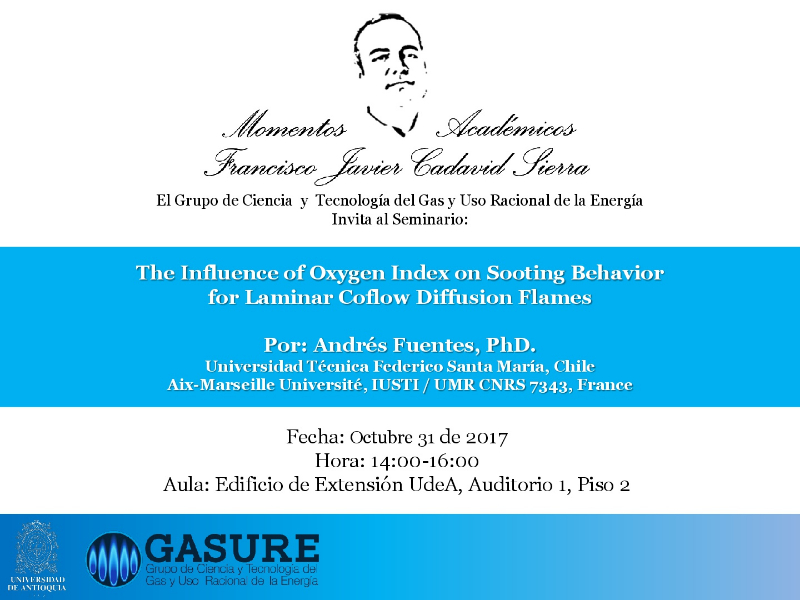 Momentos Académicos
Francisco Javier Cadavid Sierra
El Grupo de Ciencia y Tecnología del Gas y Uso Racional de la Energía
Invita al Seminario:
The Influence of Oxygen Index on Sooting Behavior
for Laminar Coflow Diffusion Flames
Por: Andrés Fuentes, PhD.
Universidad Técnica Federico Santa María, Chile
Aix-Marseille Université, IUSTI / UMR CNRS 7343, France
Fecha: Octubre 31 de 2017
Hora: 14:00-16:00
Aula: Edificio de Extensión UdeA, Auditorio 1, Piso 2
UNIVERSIDAD
DE ANTIOQUIA
GASURE
Grupo de Ciencia y Tecnología del
Gas y Uso Racional de la Energía